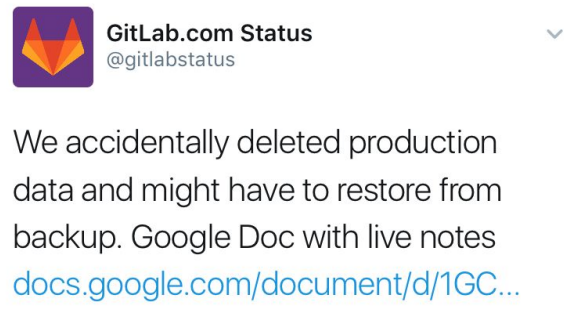 GitLab.com Status
@gitlabstatus
We accidentally deleted production
data and might have to restore from
backup. Google Doc with live notes
docs.google.com/document/d/1GC...